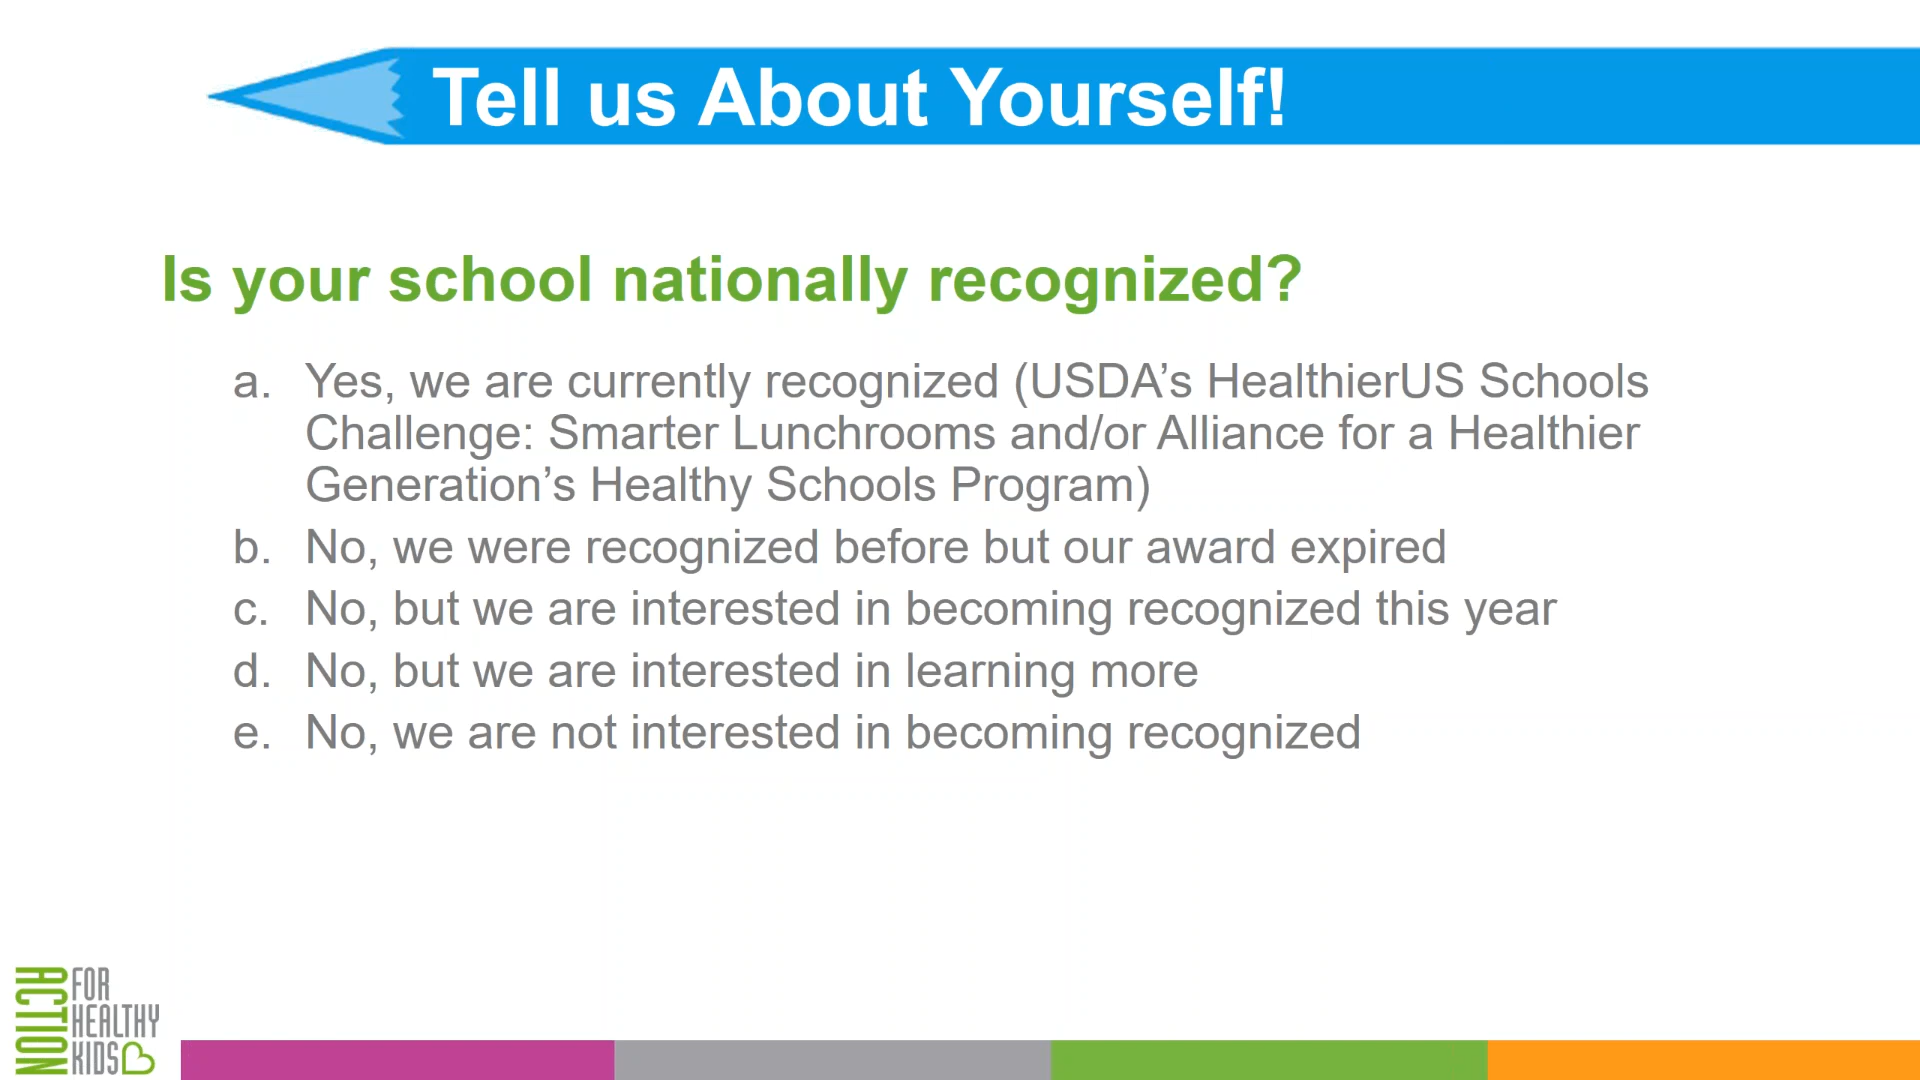 Tell us About Yourself!
Is your school nationally recognized?
a. Yes, we are currently recognized (USDA’s HealthierUS Schools
Challenge: Smarter Lunchrooms and/or Alliance for a Healthier
Generation’s Healthy Schools Program)
b. No, we were recognized before but our award expired
c. No, but we are interested in becoming recognized this year
d. No, but we are interested in learning more
e. No, we are not interested in becoming recognized
ACTION
FOR
HEALTHY
KIDS